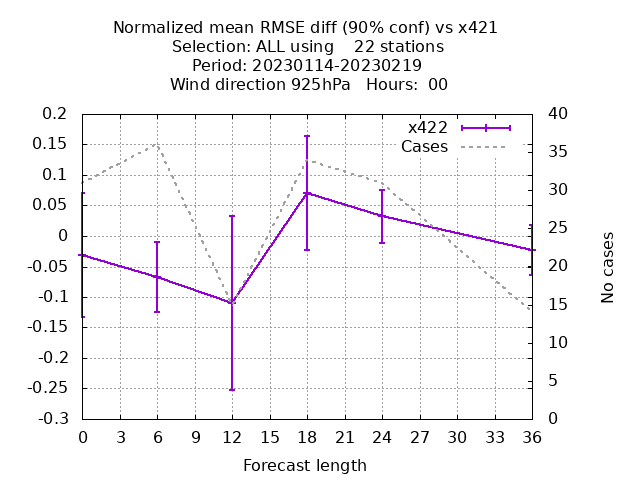 Normalized mean RMSE diff (90% conf) vs x421
Selection: ALL using    22 stations
Period: 20230114-20230219
Wind direction 925hPa   Hours:  00
x422
Cases
0.2
0.15
0.1
0.05
0
-0.05
-0.1
-0.15
-0.2
-0.25
-0.3
40
35
30
25
20
15
10
5
0
No cases
0 3 6 9 12 15 18 21 24 27 30 33 36
Forecast length